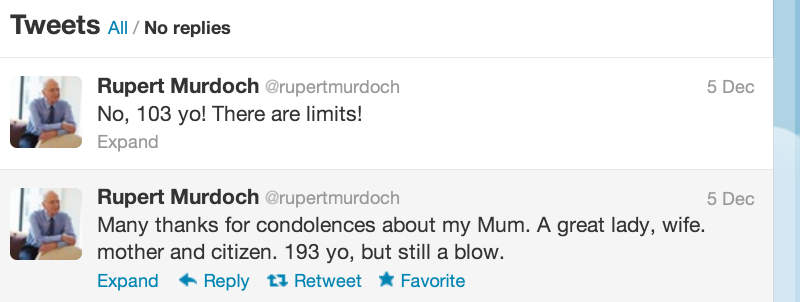 Tweets All / No replies
Rupert Murdoch @rupertmurdoch 5 Dec
No, 103 yo! There are limits!
Expand
Rupert Murdoch @rupertmurdoch 5 Dec
Many thanks for condolences about my Mum. A great lady, wife.
mother and citizen. 193 yo, but still a blow.
Expand Reply Retweet Favorite